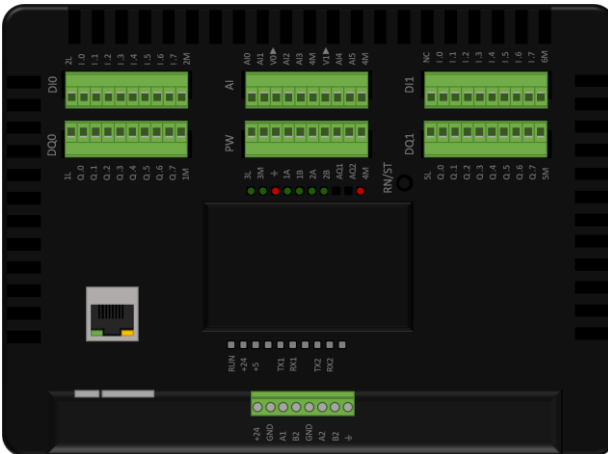 2L I.0 I.1 I.2 I.3 I.4 I.5 I.6 I.7 2M
DI0
DQ0
1L Q.0 Q.1 Q.2 Q.3 Q.4 Q.5 Q.6 Q.7 1M
AI0 AI1 V0▲ AI2 AI3 4M V1▲ AI4 AI5 4M
AI
PW
3L 3M ⏚ 1A 1B 2A 2B AQ1 AQ2 4M
RN/ST
NC I.0 I.1 I.2 I.3 I.4 I.5 I.6 I.7 6M
DI1
DQ1
5L Q.0 Q.1 Q.2 Q.3 Q.4 Q.5 Q.6 Q.7 5M
RUN +24 +5 TX1 RX1 TX2 RX2
+24 GND A1 B2 GND A2 B2 ⏚